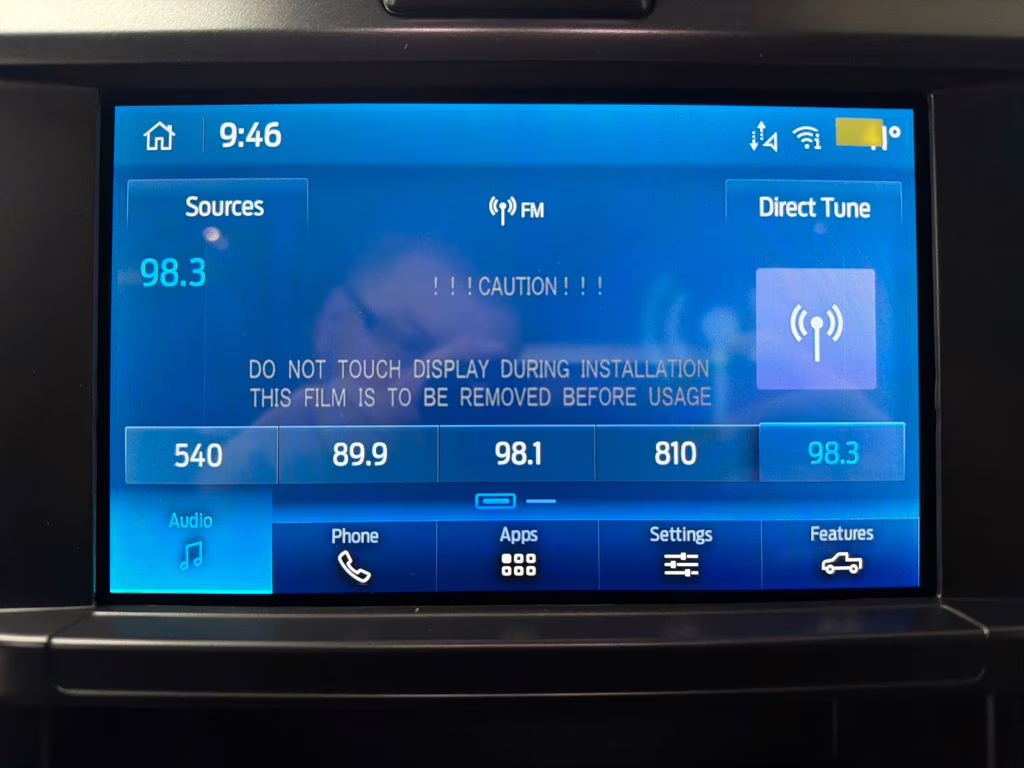 9:46
Sources
FM
Direct Tune
98.3
! ! ! CAUTION ! ! !
DO NOT TOUCH DISPLAY DURING INSTALLATION
THIS FILM IS TO BE REMOVED BEFORE USAGE
540 89.9 98.1 810 98.3
Audio Phone Apps Settings Features